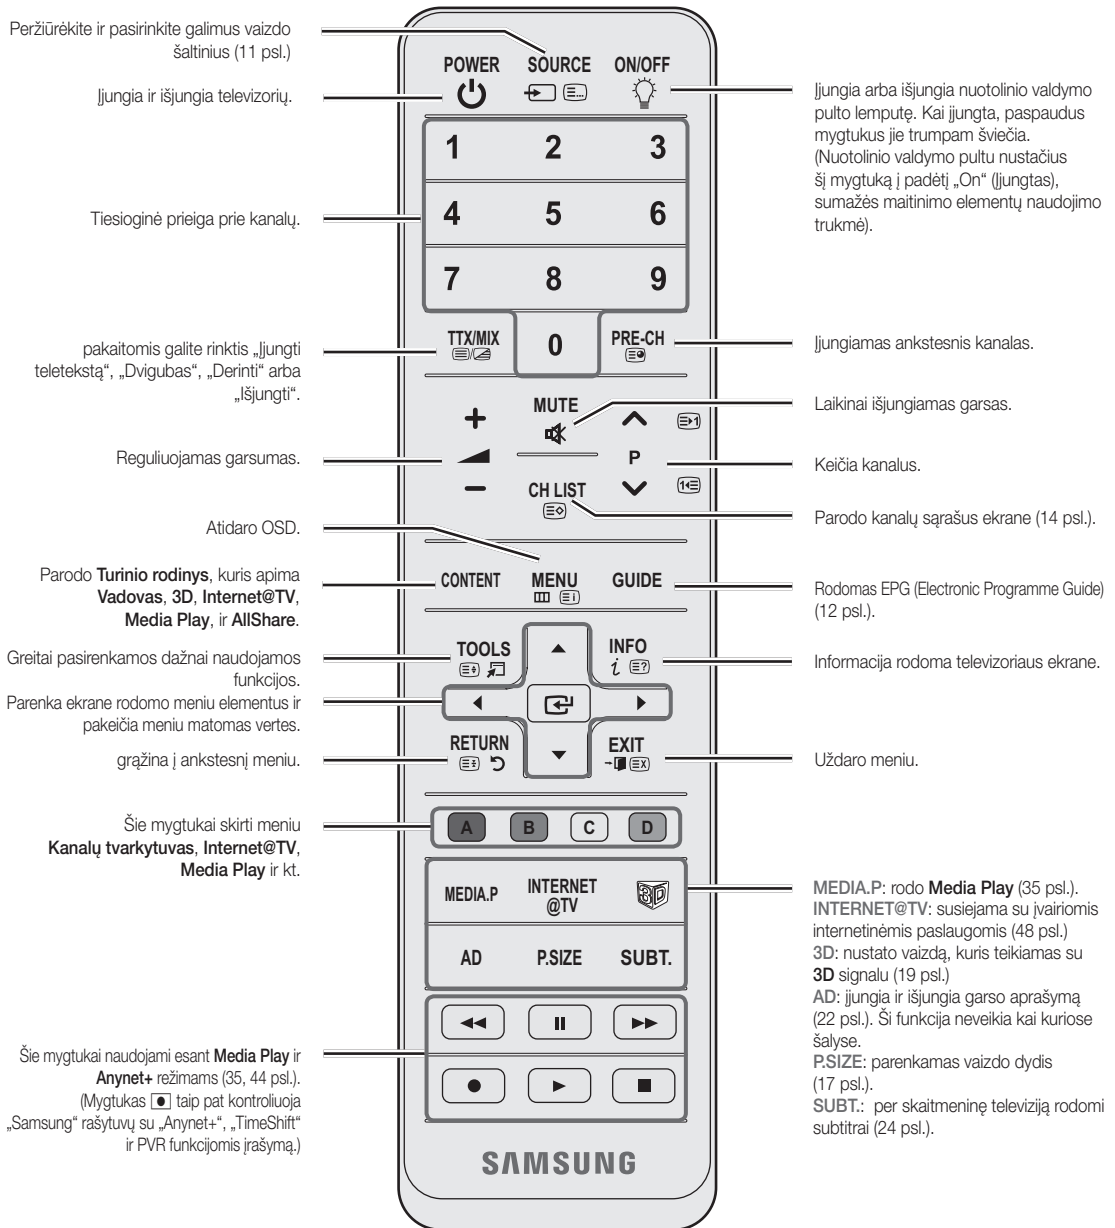 Peržiūrėkite ir pasirinkite galimus vaizdo
šaltinius (11 psl.)
Įjungia ir išjungia televizorių.
Tiesioginė prieiga prie kanalų.
pakaitomis galite rinktis „Įjungti
teletekstą“, „Dvigubas“, „Derinti“ arba
„Išjungti“.
Reguliuojamas garsumas.
Atidaro OSD.
Parodo Turinio rodinys, kuris apima
Vadovas, 3D, Internet@TV,
Media Play, ir AllShare.
Greitai pasirenkamos dažnai naudojamos
funkcijos.
Parenka ekrane rodomo meniu elementus ir
pakeičia meniu matomas vertes.
grąžina į ankstesnį meniu.
Šie mygtukai skirti meniu
Kanalų tvarkytuvas, Internet@TV,
Media Play ir kt.
Šie mygtukai naudojami esant Media Play ir
Anynet+ režimams (35, 44 psl.).
(Mygtukas taip pat kontroliuoja
„Samsung“ rašytuvų su „Anynet+“, „TimeShift“
ir PVR funkcijomis įrašymą.)
POWER SOURCE ON/OFF
1 2 3
4 5 6
7 8 9
TTX/MIX 0 PRE-CH
+ MUTE
P
− CH LIST
CONTENT MENU GUIDE
TOOLS INFO
RETURN EXIT
A B C D
MEDIA.P INTERNET
@TV 3D
AD P.SIZE SUBT.
SAMSUNG
Įjungia arba išjungia nuotolinio valdymo
pulto lemputę. Kai įjungta, paspaudus
mygtukus jie trumpam šviečia.
(Nuotolinio valdymo pultu nustačius
šį mygtuką į padėtį „On“ (Įjungtas),
sumažės maitinimo elementų naudojimo
trukmė).
Įjungiamas ankstesnis kanalas.
Laikinai išjungiamas garsas.
Keičia kanalus.
Parodo kanalų sąrašus ekrane (14 psl.).
Rodomas EPG (Electronic Programme Guide)
(12 psl.).
Informacija rodoma televizoriaus ekrane.
Uždaro meniu.
MEDIA.P: rodo Media Play (35 psl.).
INTERNET@TV: susiejama su įvairiomis
internetinėmis paslaugomis (48 psl.)
3D: nustato vaizdą, kuris teikiamas su
3D signalu (19 psl.)
AD: įjungia ir išjungia garso aprašymą
(22 psl.). Ši funkcija neveikia kai kuriose
šalyse.
P.SIZE: parenkamas vaizdo dydis
(17 psl.).
SUBT.: per skaitmeninę televiziją rodomi
subtitrai (24 psl.).